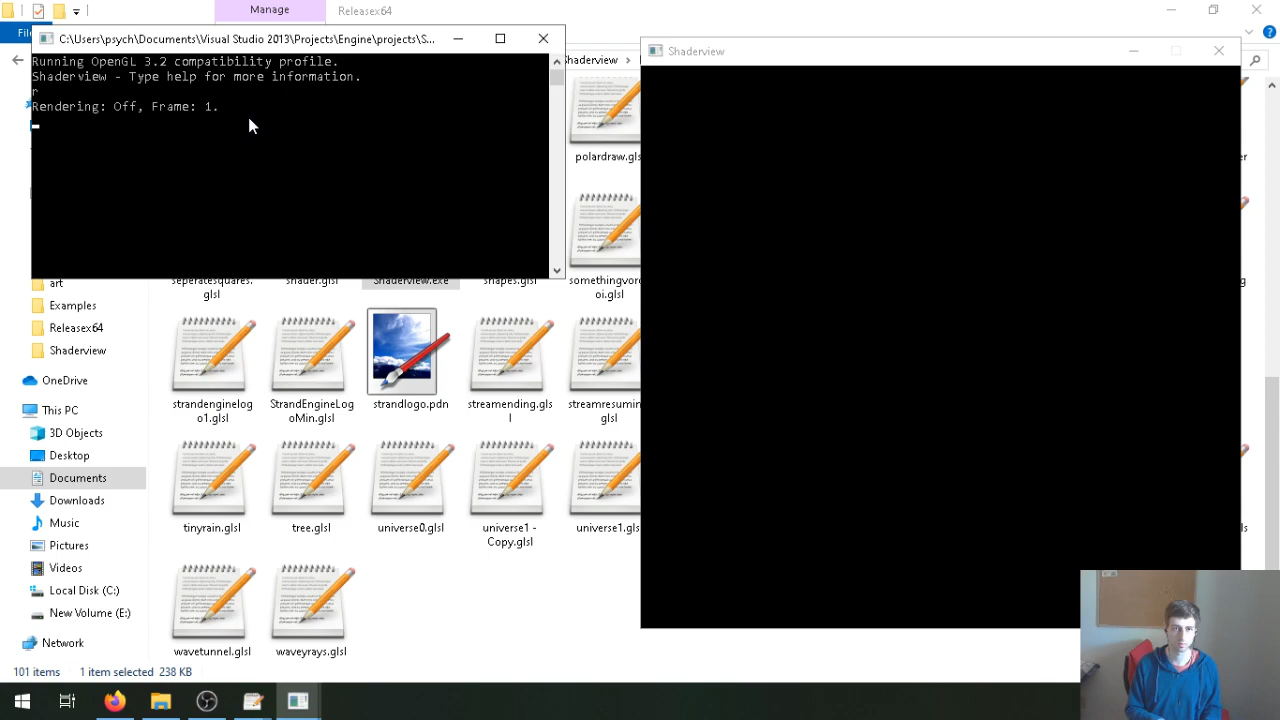 Manage
Releasex64
C:\Users\psych\Documents\Visual Studio 2013\Projects\Engine\projects\S...
Shaderview
File
Running OpenGL 3.2 compatibility profile.
Shaderview - Type help for more information.
r
Rendering: Off. Frame: 1.
Shaderview
polardraw.gls
art
Examples
Releasex64
Shaderview
OneDrive
This PC
3D Objects
Desktop
Documents
Downloads
Music
Pictures
Videos
Local Disk (C:)
New Volume (E:)
Network
seperatesquares.
glsl
shader.glsl
Shaderview.exe
shapes.glsl
somethingvoro
oi.glsl
strandenginelog
o1.glsl
StrandEngineLog
oMin.glsl
strandlogo.pdn
streamending.gls
l
streamresuming
glsl
tinyrain.glsl
tree.glsl
universe0.glsl
universe1 -
Copy.glsl
universe1.gls
wavetunnel.glsl
waveyrays.glsl
101 items
1 item selected 238 KB